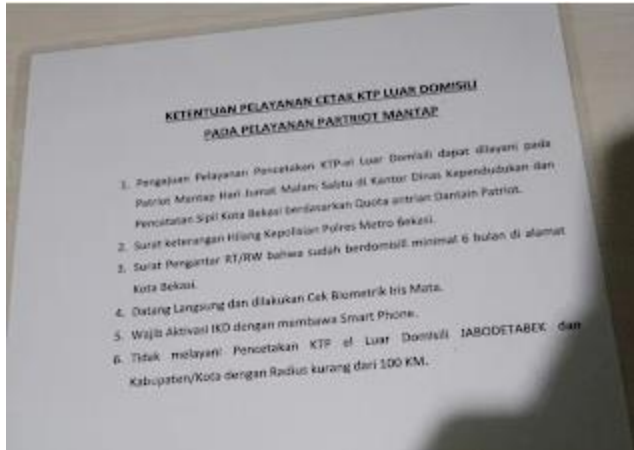 KETENTUAN PELAYANAN CETAK KTP LUAR DOMISILI
PADA PELAYANAN PARTRIOT MANTAP
1. Pengajuan Pelayanan Pencetakan KTP-el Luar Domisili dapat dilayani pada
Patriot Mantap Hari Jumat Malam Sabtu di Kantor Dinas Kependudukan dan
Pencatatan Sipil Kota Bekasi berdasarkan Quota antrian Dantain Patriot.
2. Surat keterangan Hilang Kepolisian Polres Metro Bekasi.
3. Surat Pengantar RT/RW bahwa sudah berdomisili minimal 6 bulan di alamat
Kota Bekasi.
4. Datang Langsung dan dilakukan Cek Biometrik Iris Mata.
5. Wajib Aktivasi IKD dengan membawa Smart Phone.
6. Tidak melayani Pencetakan KTP el Luar Domisili JABODETABEK dan
Kabupaten/Kota dengan Radius kurang dari 100 KM.